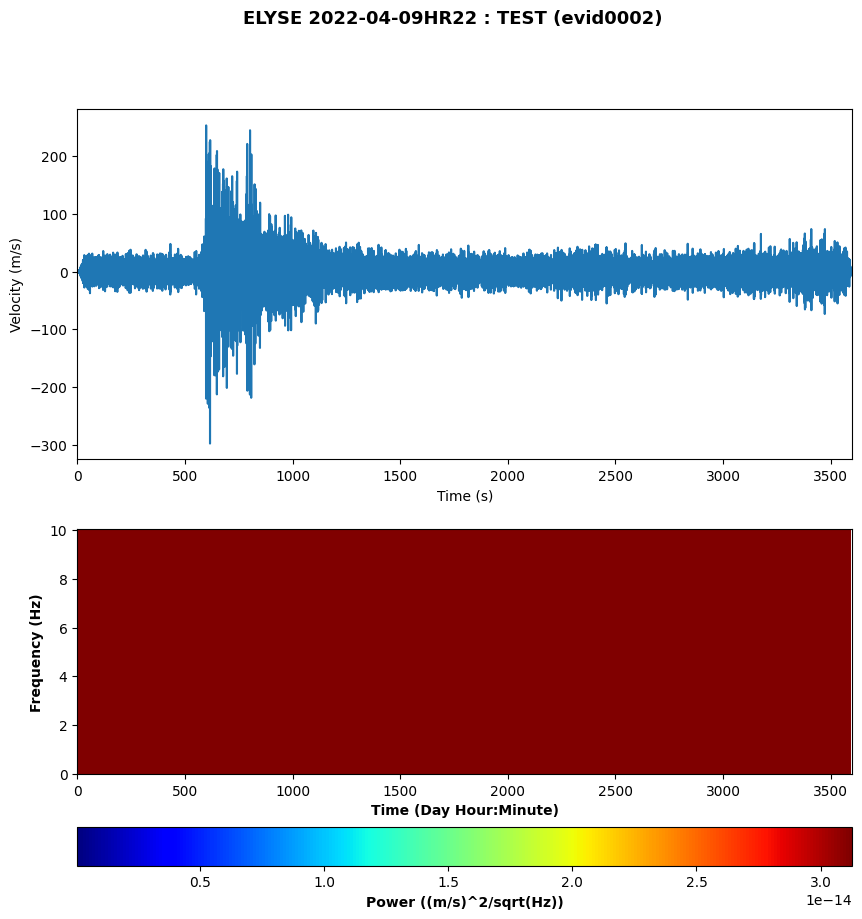 ELYSE 2022-04-09HR22 : TEST (evid0002)
200
100
0
−100
−200
−300
Velocity (m/s)
0 500 1000 1500 2000 2500 3000 3500
Time (s)
10
8
6
4
2
0
Frequency (Hz)
0 500 1000 1500 2000 2500 3000 3500
Time (Day Hour:Minute)
0.5 1.0 1.5 2.0 2.5 3.0
1e−14
Power ((m/s)^2/sqrt(Hz))